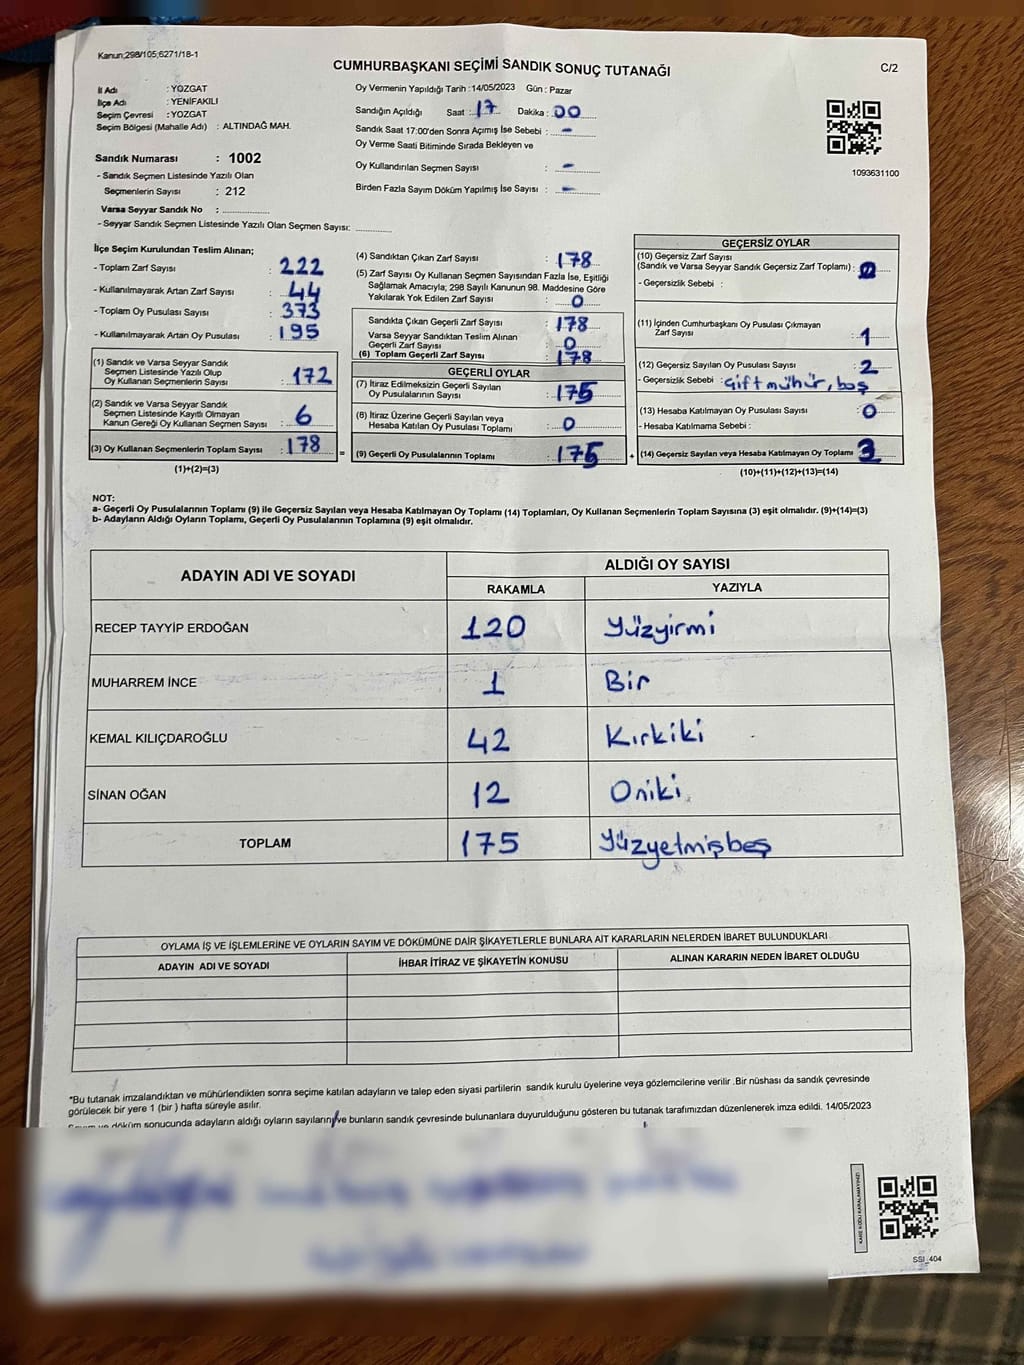 Kanun;298/105;6271/18-1
CUMHURBAŞKANI SEÇİMİ SANDIK SONUÇ TUTANAĞI
C/2
İl Adı : YOZGAT
İlçe Adı : YENİFAKILI
Seçim Çevresi : YOZGAT
Seçim Bölgesi (Mahalle Adı) : ALTINDAĞ MAH.
Sandık Numarası : 1002
- Sandık Seçmen Listesinde Yazılı Olan
Seçmenlerin Sayısı : 212
Varsa Seyyar Sandık No : ..............
- Seyyar Sandık Seçmen Listesinde Yazılı Olan Seçmen Sayısı: ............
Oy Vermenin Yapıldığı Tarih :14/05/2023 Gün : Pazar
Sandığın Açıldığı Saat : 17 Dakika : 00
Sandık Saat 17:00'den Sonra Açımış İse Sebebi : -
Oy Verme Saati Bitiminde Sırada Bekleyen ve
Oy Kullandırılan Seçmen Sayısı : -
Birden Fazla Sayım Döküm Yapılmış İse Sayısı : -
1093631100
İlçe Seçim Kurulundan Teslim Alınan;
- Toplam Zarf Sayısı : 222
- Kullanılmayarak Artan Zarf Sayısı : 44
- Toplam Oy Pusulası Sayısı : 373
- Kullanılmayarak Artan Oy Pusulası : 195
(1) Sandık ve Varsa Seyyar Sandık
Seçmen Listesinde Yazılı Olup
Oy Kullanan Seçmenlerin Sayısı : 172
(2) Sandık ve Varsa Seyyar Sandık
Seçmen Listesinde Kayıtlı Olmayan
Kanun Gereği Oy Kullanan Seçmen Sayısı : 6
(3) Oy Kullanan Seçmenlerin Toplam Sayısı : 178
(1)+(2)=(3)
(4) Sandıktan Çıkan Zarf Sayısı : 178
(5) Zarf Sayısı Oy Kullanan Seçmen Sayısından Fazla İse, Eşitliği
Sağlamak Amacıyla; 298 Sayılı Kanunun 98. Maddesine Göre
Yakılarak Yok Edilen Zarf Sayısı : 0
Sandıkta Çıkan Geçerli Zarf Sayısı : 178
Varsa Seyyar Sandıktan Teslim Alınan
Geçerli Zarf Sayısı : 0
(6) Toplam Geçerli Zarf Sayısı : 178
GEÇERLİ OYLAR
(7) İtiraz Edilmeksizin Geçerli Sayılan
Oy Pusulalarının Sayısı : 175
(8) İtiraz Üzerine Geçerli Sayılan veya
Hesaba Katılan Oy Pusulası Toplamı : 0
= (9) Geçerli Oy Pusulalarının Toplamı : 175
GEÇERSİZ OYLAR
(10) Geçersiz Zarf Sayısı
(Sandık ve Varsa Seyyar Sandık Geçersiz Zarf Toplamı) : 0
- Geçersizlik Sebebi :
(11) İçinden Cumhurbaşkanı Oy Pusulası Çıkmayan
Zarf Sayısı : 1
(12) Geçersiz Sayılan Oy Pusulası Sayısı : 2
- Geçersizlik Sebebi : Çift mühür, boş
(13) Hesaba Katılmayan Oy Pusulası Sayısı : 0
- Hesaba Katılmama Sebebi :
+ (14) Geçersiz Sayılan veya Hesaba Katılmayan Oy Toplamı 3
(10)+(11)+(12)+(13)=(14)
NOT:
a- Geçerli Oy Pusulalarının Toplamı (9) ile Geçersiz Sayılan veya Hesaba Katılmayan Oy Toplamı (14) Toplamları, Oy Kullanan Seçmenlerin Toplam Sayısına (3) eşit olmalıdır. (9)+(14)=(3)
b- Adayların Aldığı Oyların Toplamı, Geçerli Oy Pusulalarının Toplamına (9) eşit olmalıdır.
ADAYIN ADI VE SOYADI
ALDIĞI OY SAYISI
RAKAMLA YAZIYLA
RECEP TAYYİP ERDOĞAN 120 Yüzyirmi
MUHARREM İNCE 1 Bir
KEMAL KILIÇDAROĞLU 42 Kırkiki
SİNAN OĞAN 12 Oniki
TOPLAM 175 Yüzyetmişbeş
OYLAMA İŞ VE İŞLEMLERİNE VE OYLARIN SAYIM VE DÖKÜMÜNE DAİR ŞİKAYETLERLE BUNLARA AİT KARARLARIN NELERDEN İBARET BULUNDUKLARI
ADAYIN ADI VE SOYADI İHBAR İTİRAZ VE ŞİKAYETİN KONUSU ALINAN KARARIN NEDEN İBARET OLDUĞU
*Bu tutanak imzalandıktan ve mühürlendikten sonra seçime katılan adayların ve talep eden siyasi partilerin sandık kurulu üyelerine veya gözlemcilerine verilir .Bir nüshası da sandık çevresinde
görülecek bir yere 1 (bir ) hafta süreyle asılır.
Sayım ve döküm sonucunda adayların aldığı oyların sayılarını ve bunların sandık çevresinde bulunanlara duyurulduğunu gösteren bu tutanak tarafımızdan düzenlenerek imza edildi. 14/05/2023
KARE KODU KARALAMAYINIZ!
SSI_404